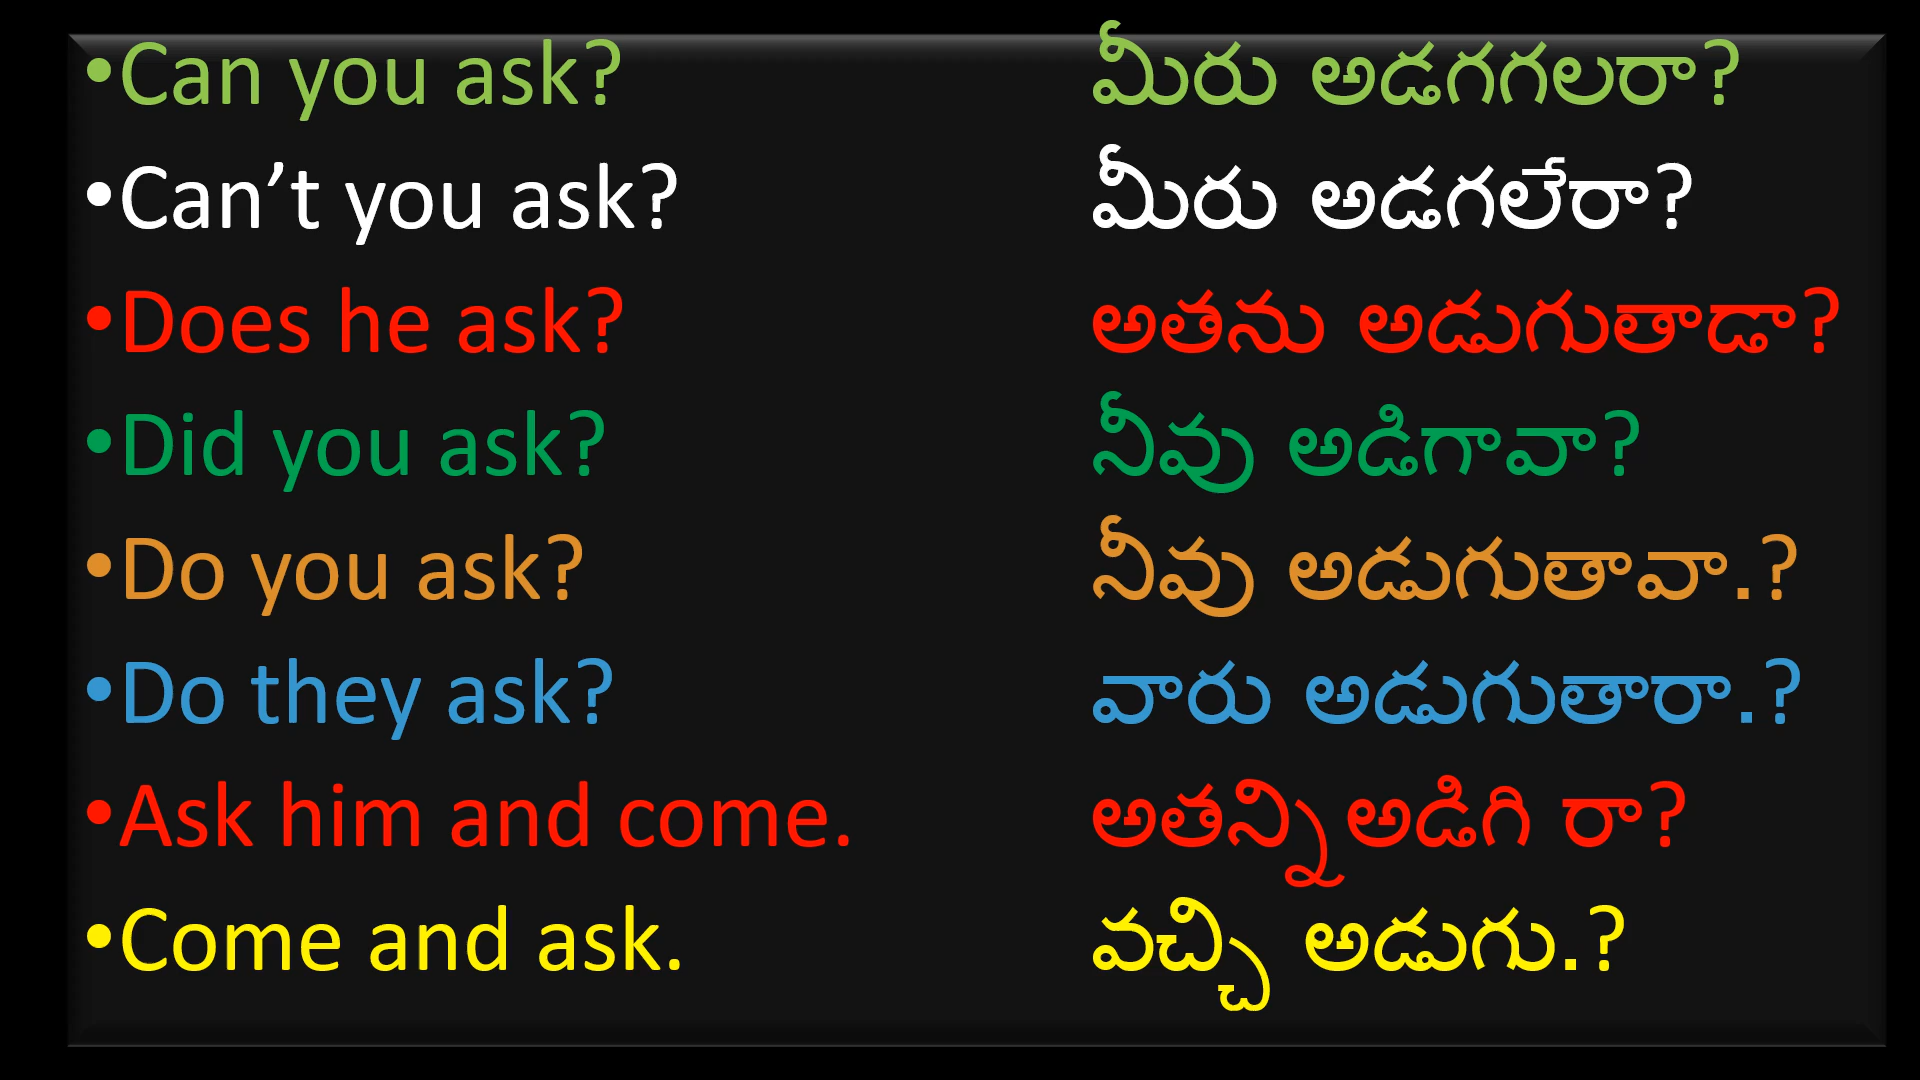 •Can you ask? మీరు అడగగలరా?
•Can’t you ask? మీరు అడగలేరా?
•Does he ask? అతను అడుగుతాడా?
•Did you ask? నీవు అడిగావా?
•Do you ask? నీవు అడుగుతావా.?
•Do they ask? వారు అడుగుతారా.?
•Ask him and come. అతన్ని అడిగి రా?
•Come and ask. వచ్చి అడుగు.?